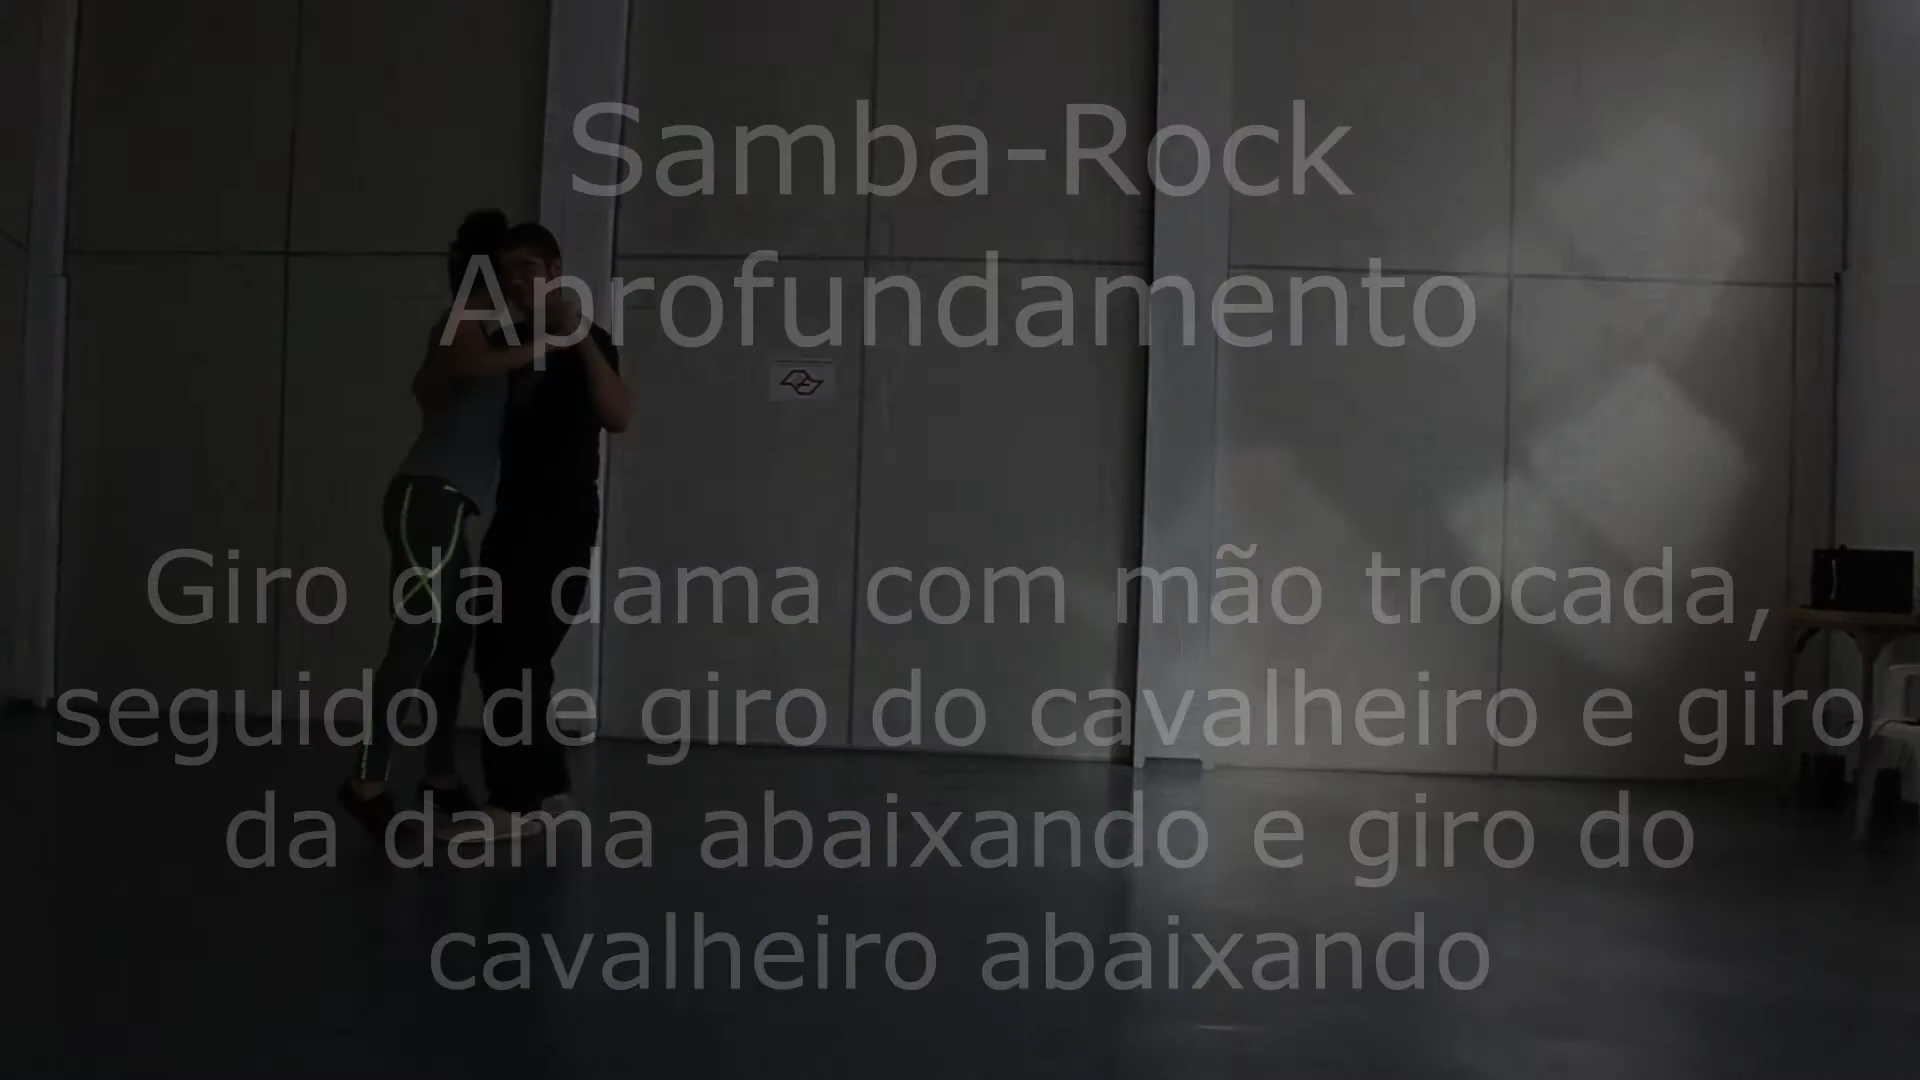 Samba-Rock
Aprofundamento
Giro da dama com mão trocada,
seguido de giro do cavalheiro e giro
da dama abaixando e giro do
cavalheiro abaixando